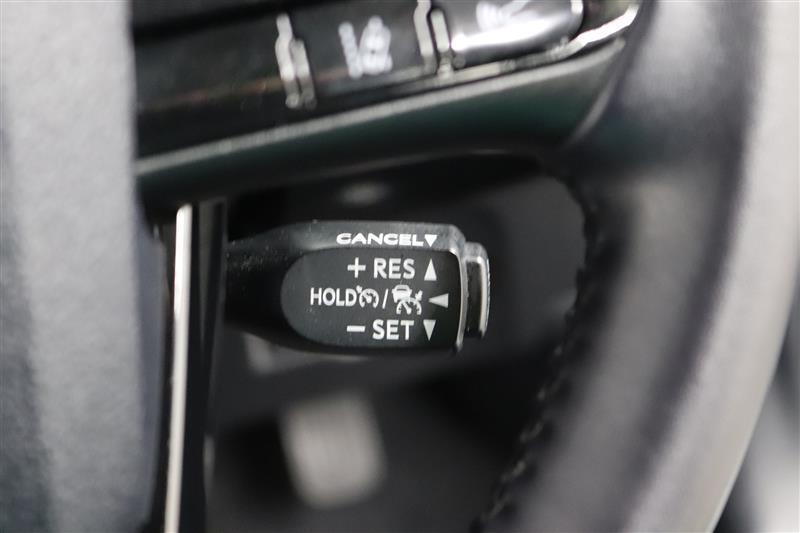 CANCEL▼
+ RES ▲
HOLD / ◄
− SET ▼